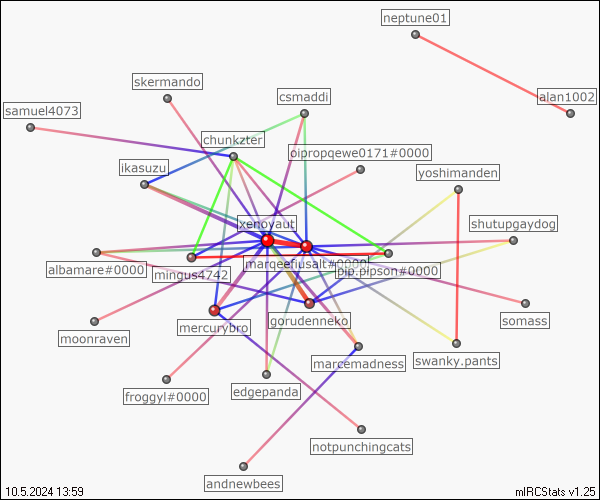 neptune01
skermando
csmaddi
alan1002
samuel4073
chunkzter
oipropqewe0171#0000
ikasuzu
yoshimanden
xenoyaut
shutupgaydog
albamare#0000
mingus4742
pip.pipson#0000
mercurybro
gorudenneko
somass
moonraven
marcemadness
swanky.pants
froggyl#0000
edgepanda
notpunchingcats
andnewbees
10.5.2024 13:59
mIRCStats v1.25